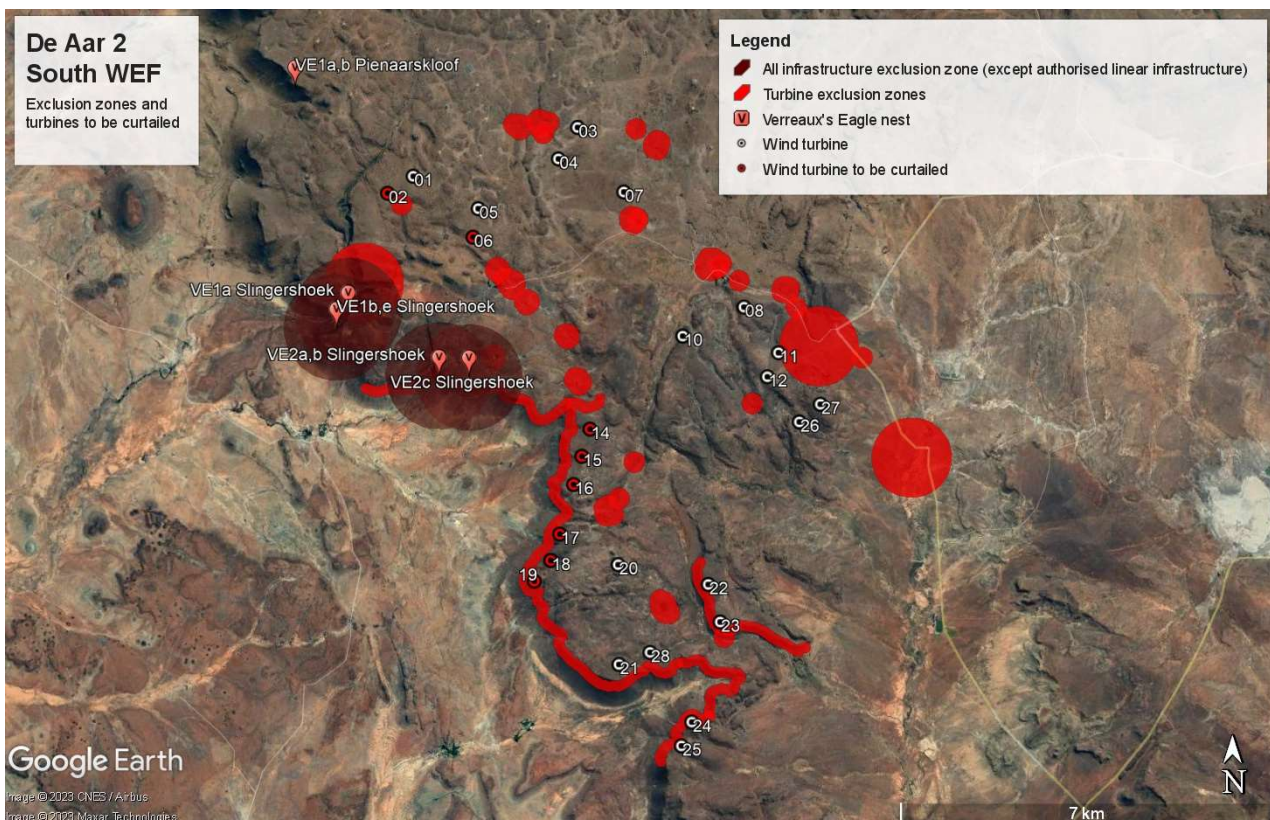 De Aar 2
South WEF
Exclusion zones and
turbines to be curtailed
Legend
All infrastructure exclusion zone (except authorised linear infrastructure)
Turbine exclusion zones
V Verreaux's Eagle nest
Wind turbine
Wind turbine to be curtailed
VE1a,b Pienaarskloof
03
04
01
02
07
05
06
VE1a Slingershoek
VE1b,e Slingershoek
08
10
VE2a,b Slingershoek
11
VE2c Slingershoek
12
27
26
14
15
16
17
18
20
19
22
23
28
21
24
25
Google Earth
Image © 2023 CNES / Airbus
Image © 2023 Maxar Technologies
N
7 km